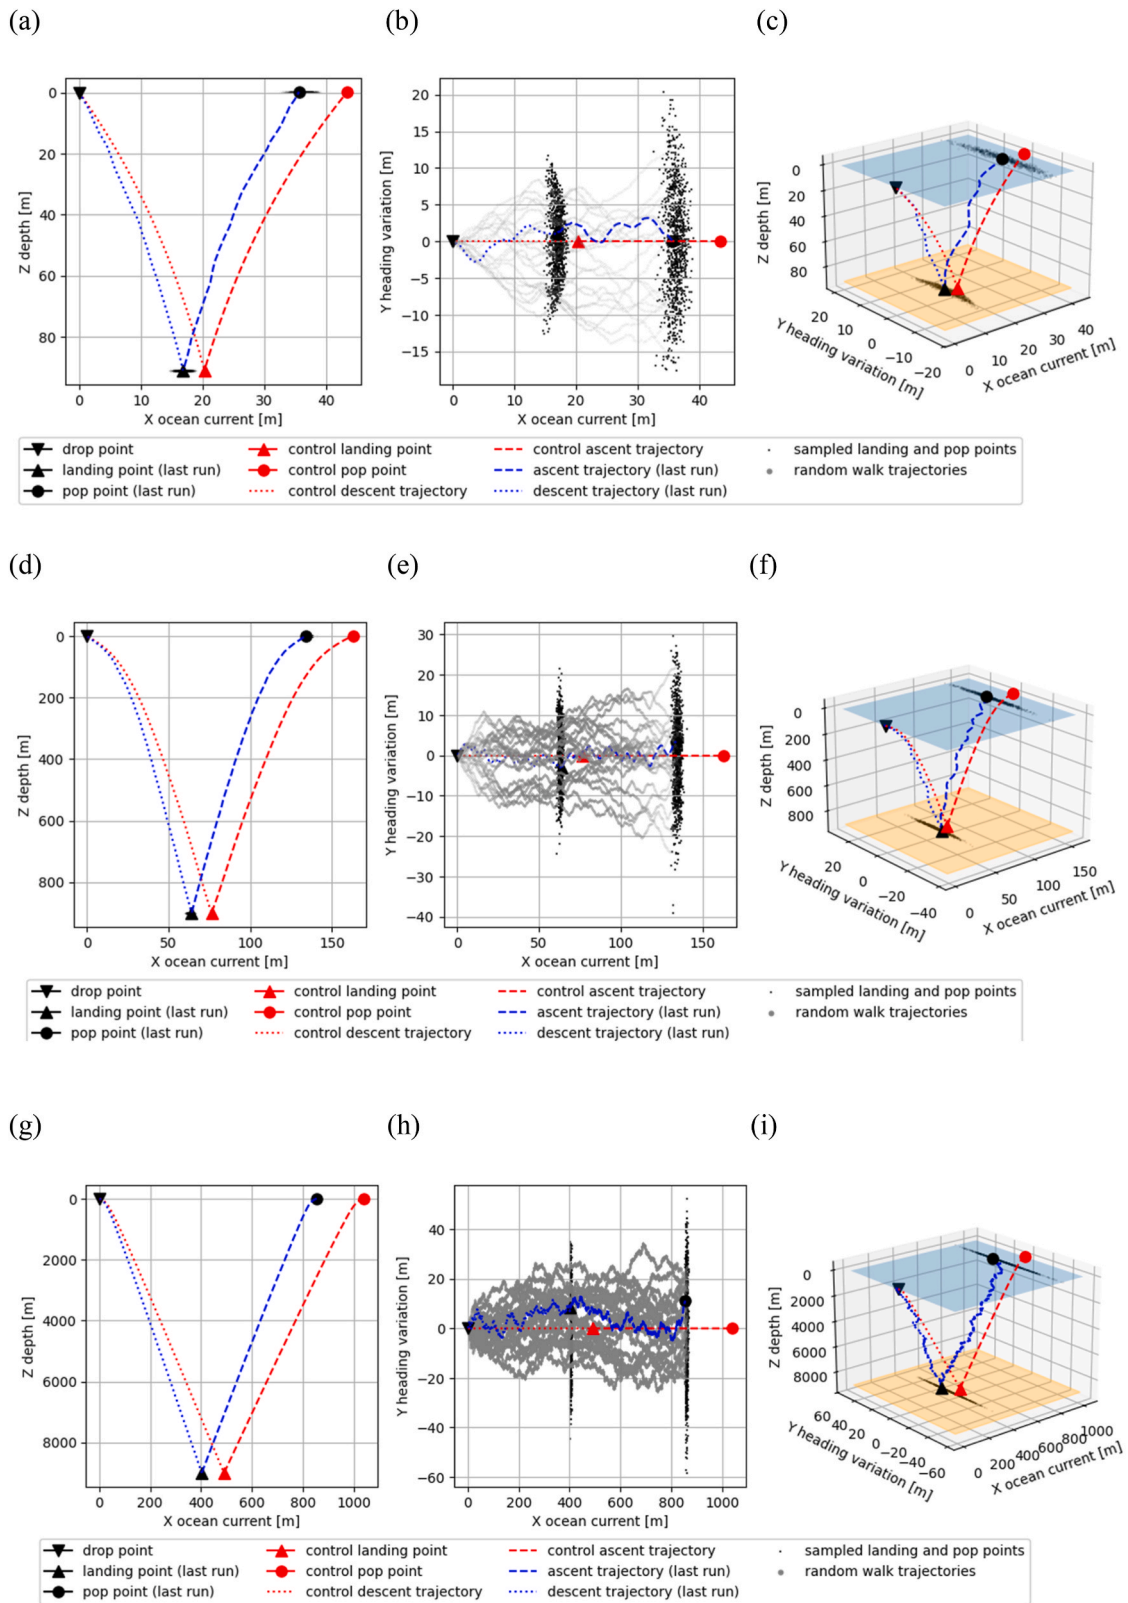 (a)
(b)
(c)
0
20
40
60
80
Z depth [m]
0
10
20
30
40
X ocean current [m]
20
15
10
5
0
−5
−10
−15
Y heading variation [m]
0
10
20
30
40
X ocean current [m]
0
20
40
60
80
Z depth [m]
20
10
0
−10
−20
Y heading variation [m]
0
10
20
30
40
X ocean current [m]
drop point
landing point (last run)
pop point (last run)
control landing point
control pop point
control descent trajectory
control ascent trajectory
ascent trajectory (last run)
descent trajectory (last run)
sampled landing and pop points
random walk trajectories
(d)
(e)
(f)
0
200
400
600
800
Z depth [m]
0
50
100
150
X ocean current [m]
30
20
10
0
−10
−20
−30
−40
Y heading variation [m]
0
50
100
150
X ocean current [m]
0
200
400
600
800
Z depth [m]
20
0
−20
−40
Y heading variation [m]
0
50
100
150
X ocean current [m]
drop point
landing point (last run)
pop point (last run)
control landing point
control pop point
control descent trajectory
control ascent trajectory
ascent trajectory (last run)
descent trajectory (last run)
sampled landing and pop points
random walk trajectories
(g)
(h)
(i)
0
2000
4000
6000
8000
Z depth [m]
0
200
400
600
800
1000
X ocean current [m]
40
20
0
−20
−40
−60
Y heading variation [m]
0
200
400
600
800
1000
X ocean current [m]
0
2000
4000
6000
8000
Z depth [m]
60
40
20
0
−20
−40
−60
Y heading variation [m]
0
200
400
600
800
1000
X ocean current [m]
drop point
landing point (last run)
pop point (last run)
control landing point
control pop point
control descent trajectory
control ascent trajectory
ascent trajectory (last run)
descent trajectory (last run)
sampled landing and pop points
random walk trajectories